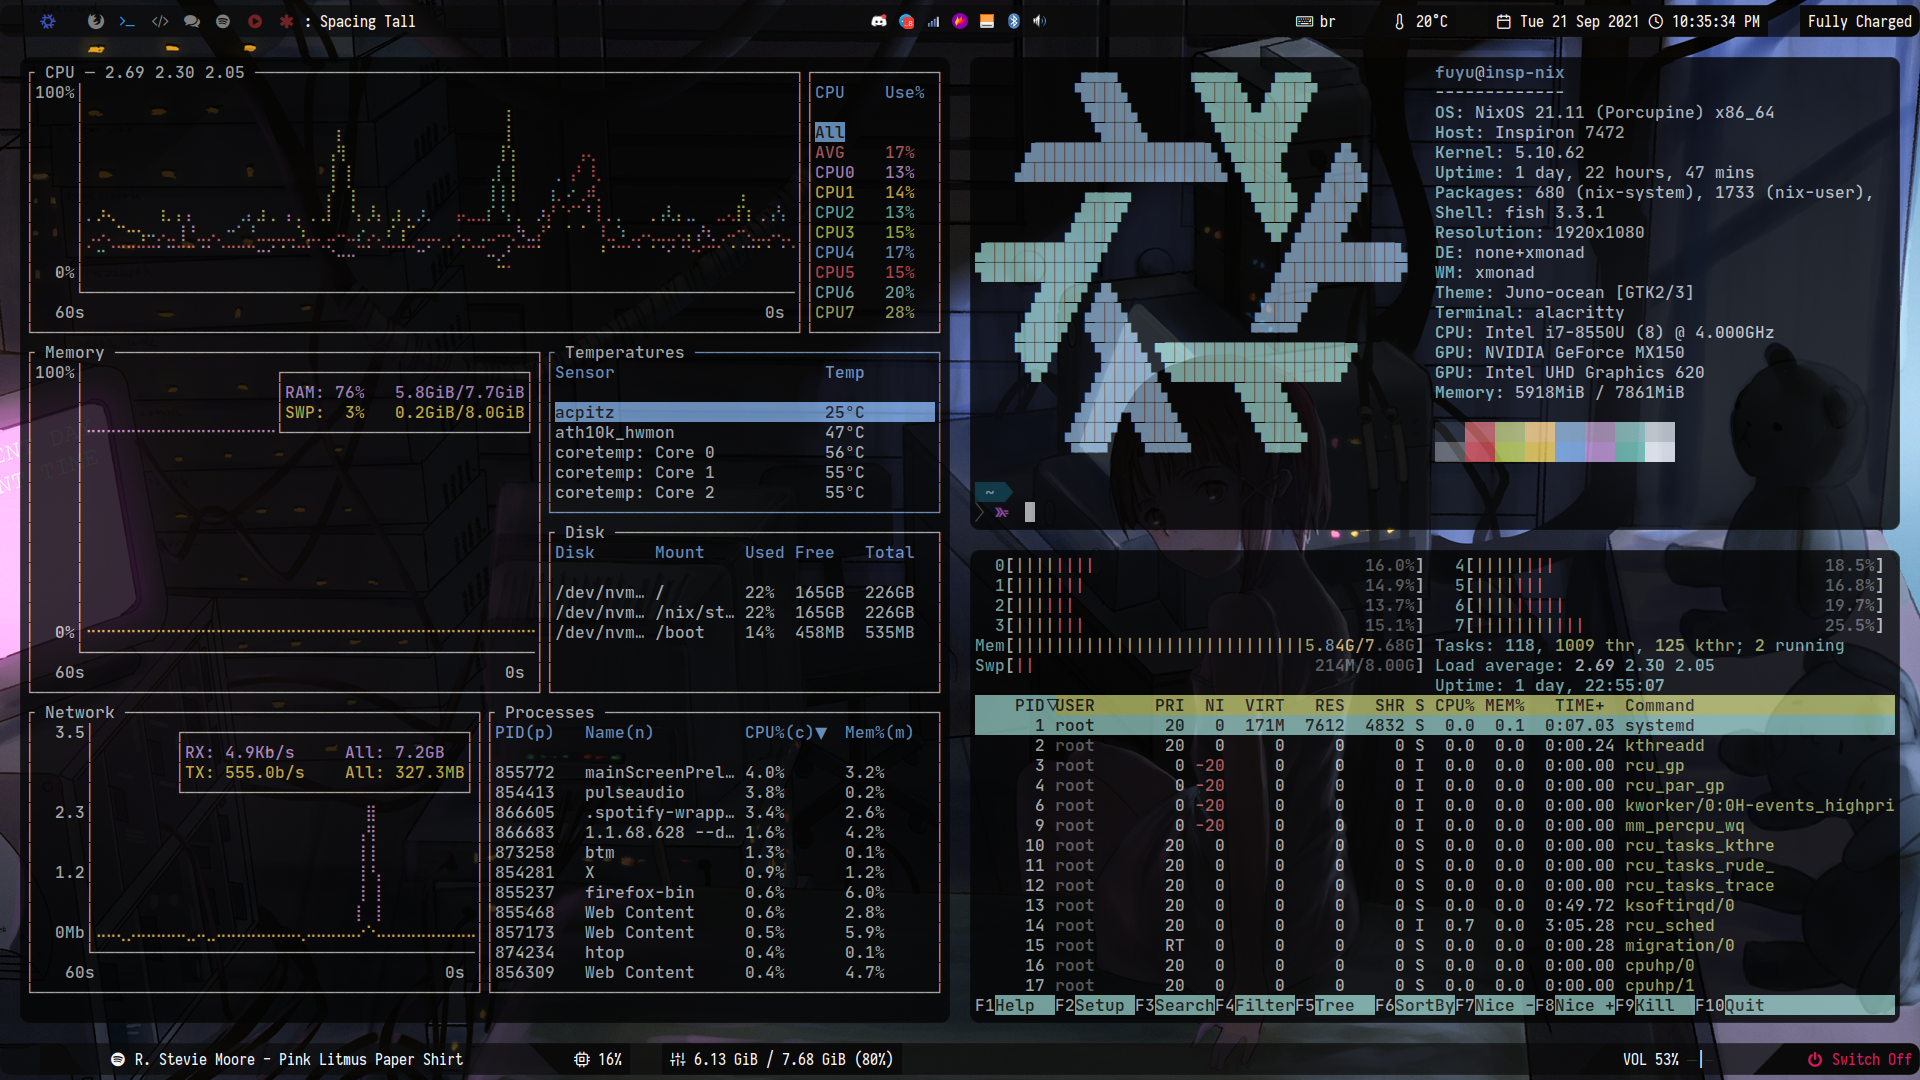 : Spacing Tall
br
20°C
Tue 21 Sep 2021
10:35:34 PM
Fully Charged
CPU — 2.69 2.30 2.05
100%
0%
60s 0s
CPU Use%
All
AVG 17%
CPU0 13%
CPU1 14%
CPU2 13%
CPU3 15%
CPU4 17%
CPU5 15%
CPU6 20%
CPU7 28%
Memory
100%
RAM: 76% 5.8GiB/7.7GiB
SWP: 3% 0.2GiB/8.0GiB
0%
60s 0s
Temperatures
Sensor Temp
acpitz 25°C
ath10k_hwmon 47°C
coretemp: Core 0 56°C
coretemp: Core 1 55°C
coretemp: Core 2 55°C
Disk
Disk Mount Used Free Total
/dev/nvm… / 22% 165GB 226GB
/dev/nvm… /nix/st… 22% 165GB 226GB
/dev/nvm… /boot 14% 458MB 535MB
Network
3.5
RX: 4.9Kb/s All: 7.2GB
TX: 555.0b/s All: 327.3MB
2.3
1.2
0Mb
60s 0s
Processes
PID(p) Name(n) CPU%(c)▼ Mem%(m)
855772 mainScreenPrel… 4.0% 3.2%
854413 pulseaudio 3.8% 0.2%
866605 .spotify-wrapp… 3.4% 2.6%
866683 1.1.68.628 --d… 1.6% 4.2%
873258 btm 1.3% 0.1%
854281 X 0.9% 1.2%
855237 firefox-bin 0.6% 6.0%
855468 Web Content 0.6% 2.8%
857173 Web Content 0.5% 5.9%
874234 htop 0.4% 0.1%
856309 Web Content 0.4% 4.7%
fuyu@insp-nix
-------------
OS: NixOS 21.11 (Porcupine) x86_64
Host: Inspiron 7472
Kernel: 5.10.62
Uptime: 1 day, 22 hours, 47 mins
Packages: 680 (nix-system), 1733 (nix-user),
Shell: fish 3.3.1
Resolution: 1920x1080
DE: none+xmonad
WM: xmonad
Theme: Juno-ocean [GTK2/3]
Terminal: alacritty
CPU: Intel i7-8550U (8) @ 4.000GHz
GPU: NVIDIA GeForce MX150
GPU: Intel UHD Graphics 620
Memory: 5918MiB / 7861MiB
~
0[|||||||| 16.0%] 4[|||||||| 18.5%]
1[||||||| 14.9%] 5[||||||| 16.8%]
2[|||||| 13.7%] 6[||||||||| 19.7%]
3[||||||| 15.1%] 7[||||||||||| 25.5%]
Mem[|||||||||||||||||||||||||||||5.84G/7.68G] Tasks: 118, 1009 thr, 125 kthr; 2 running
Swp[|| 214M/8.00G] Load average: 2.69 2.30 2.05
Uptime: 1 day, 22:55:07
PID▽USER PRI NI VIRT RES SHR S CPU% MEM% TIME+ Command
1 root 20 0 171M 7612 4832 S 0.0 0.1 0:07.03 systemd
2 root 20 0 0 0 0 S 0.0 0.0 0:00.24 kthreadd
3 root 0 -20 0 0 0 I 0.0 0.0 0:00.00 rcu_gp
4 root 0 -20 0 0 0 I 0.0 0.0 0:00.00 rcu_par_gp
6 root 0 -20 0 0 0 I 0.0 0.0 0:00.00 kworker/0:0H-events_highpri
9 root 0 -20 0 0 0 I 0.0 0.0 0:00.00 mm_percpu_wq
10 root 20 0 0 0 0 S 0.0 0.0 0:00.00 rcu_tasks_kthre
11 root 20 0 0 0 0 S 0.0 0.0 0:00.00 rcu_tasks_rude_
12 root 20 0 0 0 0 S 0.0 0.0 0:00.00 rcu_tasks_trace
13 root 20 0 0 0 0 S 0.0 0.0 0:49.72 ksoftirqd/0
14 root 20 0 0 0 0 I 0.7 0.0 3:05.28 rcu_sched
15 root RT 0 0 0 0 S 0.0 0.0 0:00.28 migration/0
16 root 20 0 0 0 0 S 0.0 0.0 0:00.00 cpuhp/0
17 root 20 0 0 0 0 S 0.0 0.0 0:00.00 cpuhp/1
F1Help F2Setup F3SearchF4FilterF5Tree F6SortByF7Nice -F8Nice +F9Kill F10Quit
R. Stevie Moore - Pink Litmus Paper Shirt
16%
6.13 GiB / 7.68 GiB (80%)
VOL 53%
Switch Off